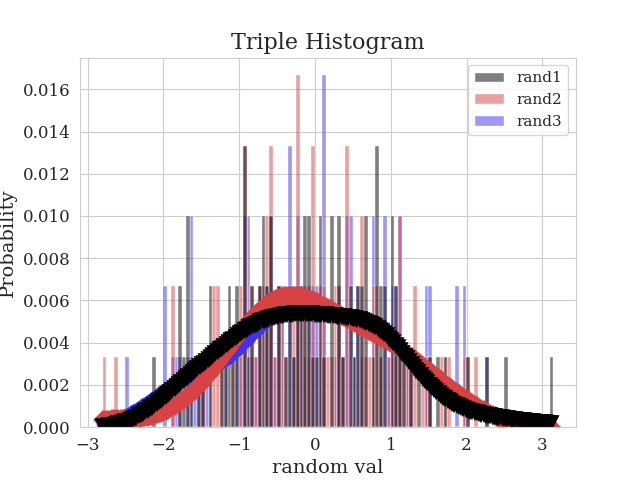 Triple Histogram
rand1
rand2
rand3
Probability
0.016
0.014
0.012
0.010
0.008
0.006
0.004
0.002
0.000
−3 −2 −1 0 1 2 3
random val